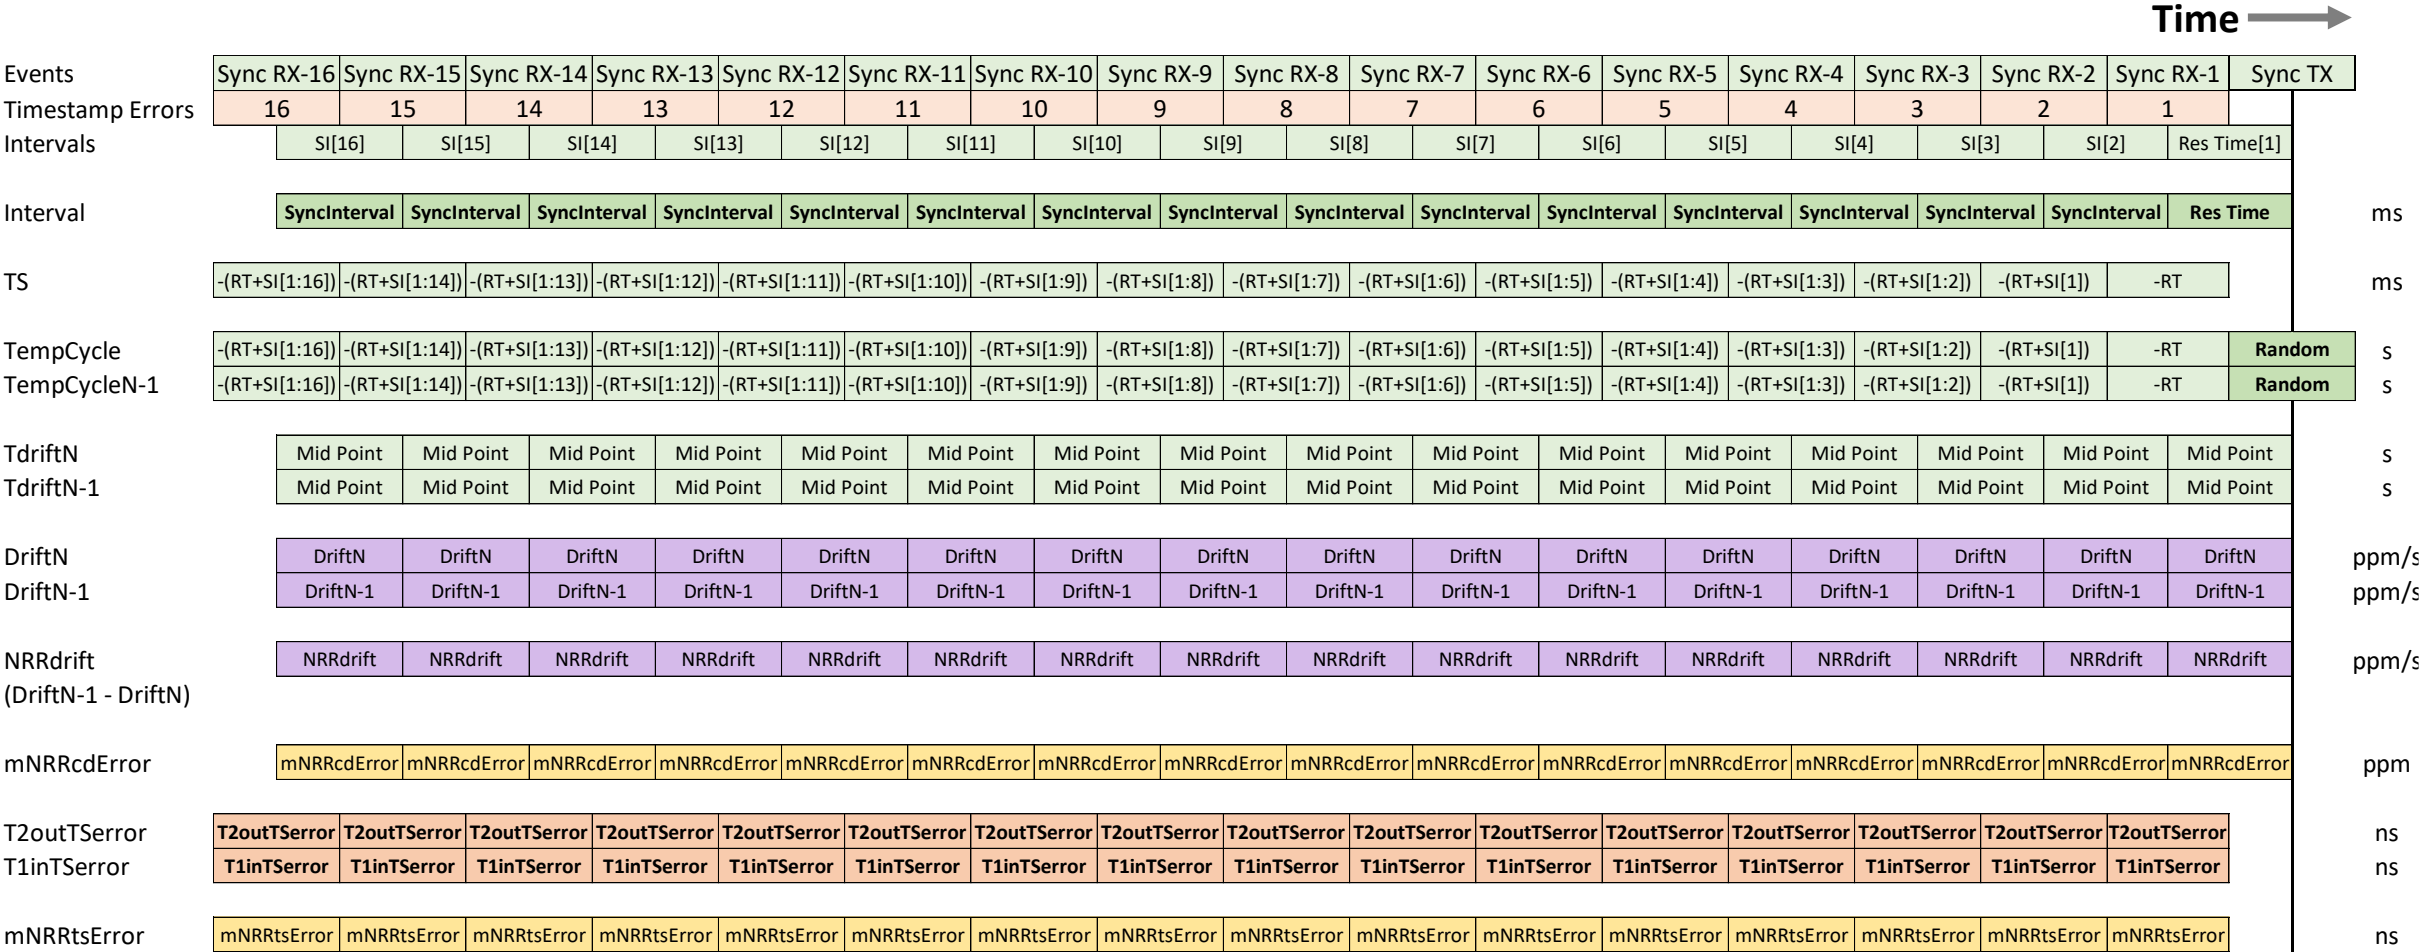 Time
Events Sync RX-16 Sync RX-15 Sync RX-14 Sync RX-13 Sync RX-12 Sync RX-11 Sync RX-10 Sync RX-9 Sync RX-8 Sync RX-7 Sync RX-6 Sync RX-5 Sync RX-4 Sync RX-3 Sync RX-2 Sync RX-1 Sync TX
Timestamp Errors 16 15 14 13 12 11 10 9 8 7 6 5 4 3 2 1
Intervals SI[16] SI[15] SI[14] SI[13] SI[12] SI[11] SI[10] SI[9] SI[8] SI[7] SI[6] SI[5] SI[4] SI[3] SI[2] Res Time[1]
Interval SyncInterval SyncInterval SyncInterval SyncInterval SyncInterval SyncInterval SyncInterval SyncInterval SyncInterval SyncInterval SyncInterval SyncInterval SyncInterval SyncInterval SyncInterval Res Time ms
TS -(RT+SI[1:16]) -(RT+SI[1:14]) -(RT+SI[1:13]) -(RT+SI[1:12]) -(RT+SI[1:11]) -(RT+SI[1:10]) -(RT+SI[1:9]) -(RT+SI[1:8]) -(RT+SI[1:7]) -(RT+SI[1:6]) -(RT+SI[1:5]) -(RT+SI[1:4]) -(RT+SI[1:3]) -(RT+SI[1:2]) -(RT+SI[1]) -RT ms
TempCycle -(RT+SI[1:16]) -(RT+SI[1:14]) -(RT+SI[1:13]) -(RT+SI[1:12]) -(RT+SI[1:11]) -(RT+SI[1:10]) -(RT+SI[1:9]) -(RT+SI[1:8]) -(RT+SI[1:7]) -(RT+SI[1:6]) -(RT+SI[1:5]) -(RT+SI[1:4]) -(RT+SI[1:3]) -(RT+SI[1:2]) -(RT+SI[1]) -RT Random s
TempCycleN-1 -(RT+SI[1:16]) -(RT+SI[1:14]) -(RT+SI[1:13]) -(RT+SI[1:12]) -(RT+SI[1:11]) -(RT+SI[1:10]) -(RT+SI[1:9]) -(RT+SI[1:8]) -(RT+SI[1:7]) -(RT+SI[1:6]) -(RT+SI[1:5]) -(RT+SI[1:4]) -(RT+SI[1:3]) -(RT+SI[1:2]) -(RT+SI[1]) -RT Random s
TdriftN Mid Point Mid Point Mid Point Mid Point Mid Point Mid Point Mid Point Mid Point Mid Point Mid Point Mid Point Mid Point Mid Point Mid Point Mid Point Mid Point s
TdriftN-1 Mid Point Mid Point Mid Point Mid Point Mid Point Mid Point Mid Point Mid Point Mid Point Mid Point Mid Point Mid Point Mid Point Mid Point Mid Point Mid Point s
DriftN DriftN DriftN DriftN DriftN DriftN DriftN DriftN DriftN DriftN DriftN DriftN DriftN DriftN DriftN DriftN DriftN ppm/s
DriftN-1 DriftN-1 DriftN-1 DriftN-1 DriftN-1 DriftN-1 DriftN-1 DriftN-1 DriftN-1 DriftN-1 DriftN-1 DriftN-1 DriftN-1 DriftN-1 DriftN-1 DriftN-1 DriftN-1 ppm/s
NRRdrift NRRdrift NRRdrift NRRdrift NRRdrift NRRdrift NRRdrift NRRdrift NRRdrift NRRdrift NRRdrift NRRdrift NRRdrift NRRdrift NRRdrift NRRdrift NRRdrift ppm/s
(DriftN-1 - DriftN)
mNRRcdError mNRRcdError mNRRcdError mNRRcdError mNRRcdError mNRRcdError mNRRcdError mNRRcdError mNRRcdError mNRRcdError mNRRcdError mNRRcdError mNRRcdError mNRRcdError mNRRcdError mNRRcdError mNRRcdError ppm
T2outTSerror T2outTSerror T2outTSerror T2outTSerror T2outTSerror T2outTSerror T2outTSerror T2outTSerror T2outTSerror T2outTSerror T2outTSerror T2outTSerror T2outTSerror T2outTSerror T2outTSerror T2outTSerror T2outTSerror ns
T1inTSerror T1inTSerror T1inTSerror T1inTSerror T1inTSerror T1inTSerror T1inTSerror T1inTSerror T1inTSerror T1inTSerror T1inTSerror T1inTSerror T1inTSerror T1inTSerror T1inTSerror T1inTSerror T1inTSerror ns
mNRRtsError mNRRtsError mNRRtsError mNRRtsError mNRRtsError mNRRtsError mNRRtsError mNRRtsError mNRRtsError mNRRtsError mNRRtsError mNRRtsError mNRRtsError mNRRtsError mNRRtsError mNRRtsError mNRRtsError ns